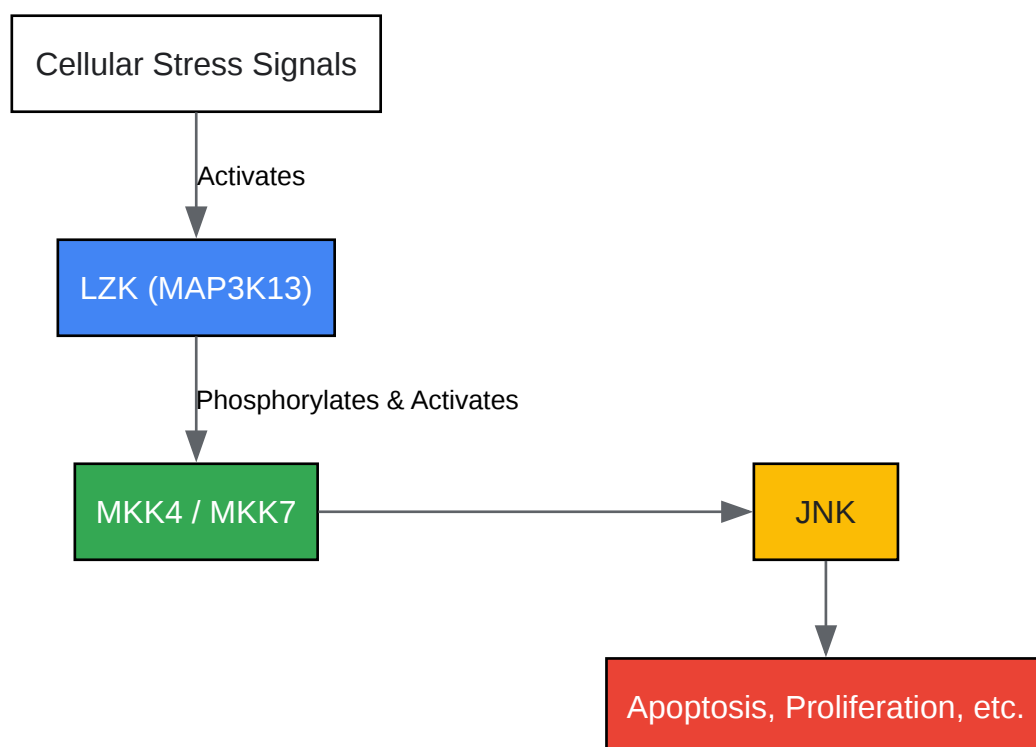 Cellular Stress Signals
Activates
LZK (MAP3K13)
Phosphorylates & Activates
MKK4 / MKK7
JNK
Apoptosis, Proliferation, etc.